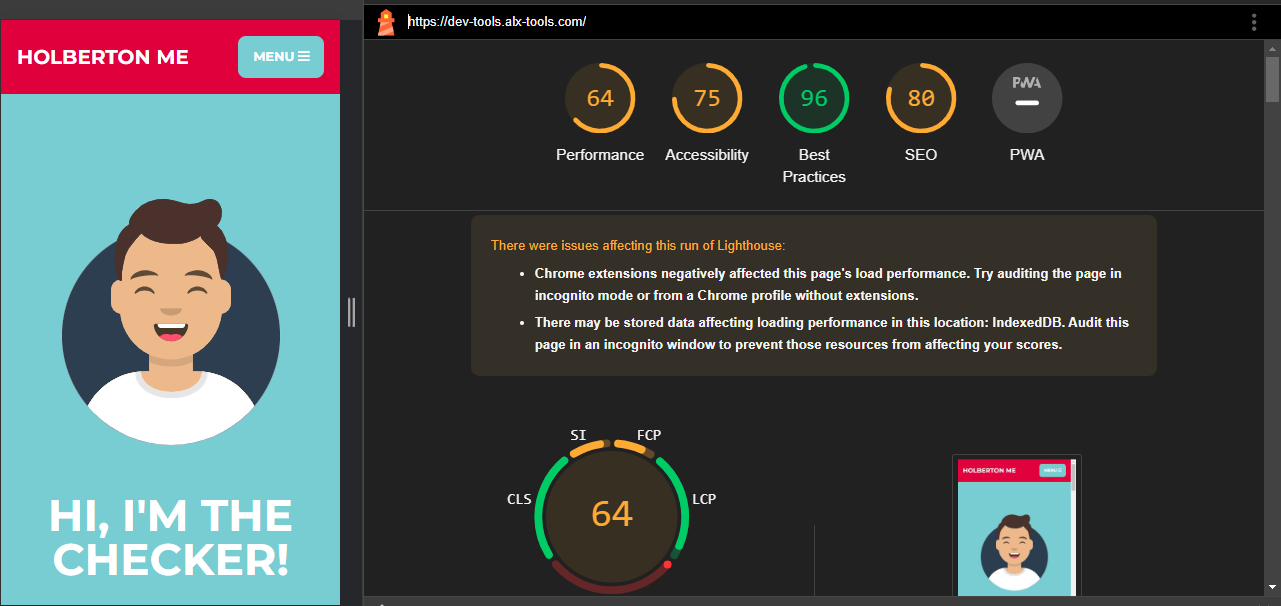 HOLBERTON ME
MENU
HI, I'M THE
CHECKER!
https://dev-tools.alx-tools.com/
64
75
96
80
PWA
Performance
Accessibility
Best
Practices
SEO
PWA
There were issues affecting this run of Lighthouse:
• Chrome extensions negatively affected this page's load performance. Try auditing the page in
incognito mode or from a Chrome profile without extensions.
• There may be stored data affecting loading performance in this location: IndexedDB. Audit this
page in an incognito window to prevent those resources from affecting your scores.
SI
FCP
CLS
LCP
64
HOLBERTON ME
MENU